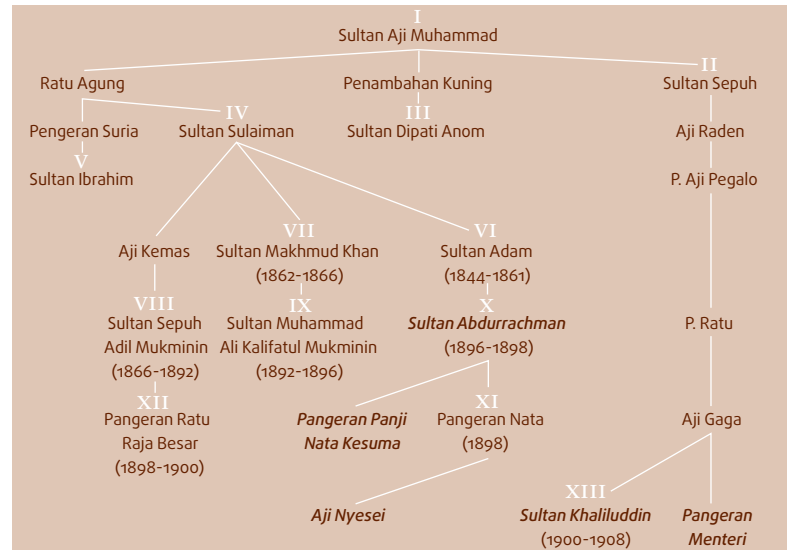 I
Sultan Aji Muhammad
Ratu Agung
Penambahan Kuning
II
Sultan Sepuh
Pengeran Suria
IV
Sultan Sulaiman
III
Sultan Dipati Anom
Aji Raden
V
Sultan Ibrahim
P. Aji Pegalo
Aji Kemas
VII
Sultan Makhmud Khan
(1862-1866)
VI
Sultan Adam
(1844-1861)
VIII
Sultan Sepuh
Adil Mukminin
(1866-1892)
IX
Sultan Muhammad
Ali Kalifatul Mukminin
(1892-1896)
X
Sultan Abdurrachman
(1896-1898)
P. Ratu
XII
Pangeran Ratu
Raja Besar
(1898-1900)
Pangeran Panji
Nata Kesuma
XI
Pangeran Nata
(1898)
Aji Gaga
Aji Nyesei
XIII
Sultan Khaliluddin
(1900-1908)
Pangeran
Menteri